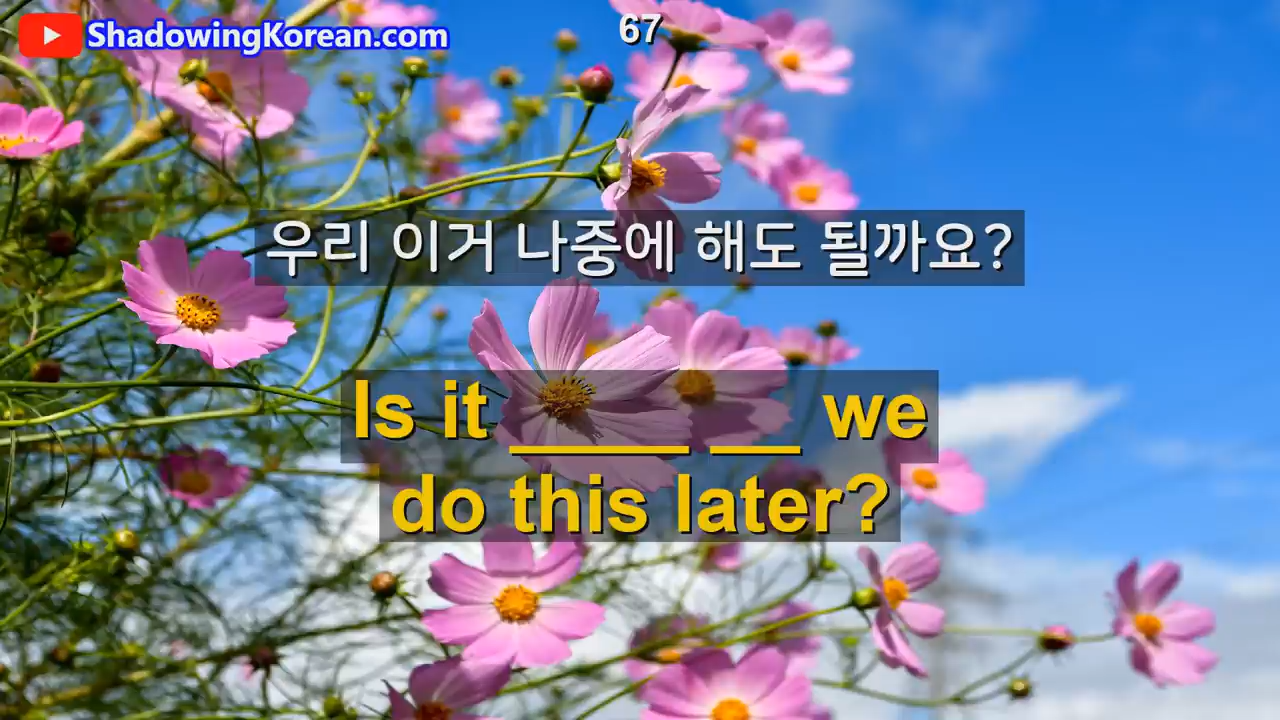 ShadowingKorean.com
67
우리 이거 나중에 해도 될까요?
Is it ____ __ we
do this later?